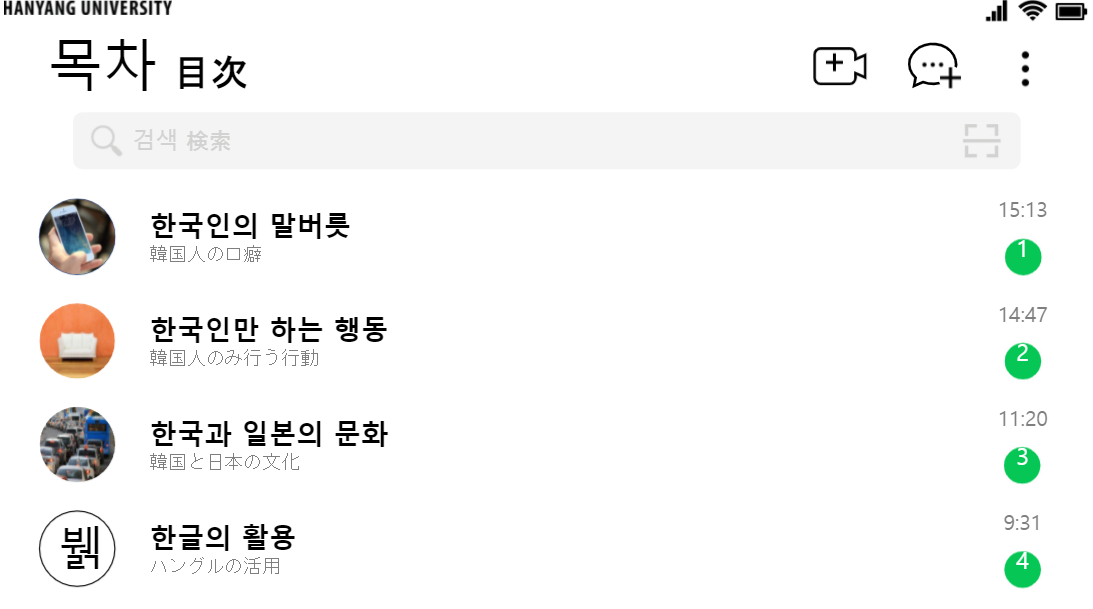 HANYANG UNIVERSITY
목차 目次
검색 検索
한국인의 말버릇
15:13
韓国人の口癖
1
한국인만 하는 행동
14:47
韓国人のみ行う行動
2
한국과 일본의 문화
11:20
韓国と日本の文化
3
한글의 활용
9:31
ハングルの活用
4